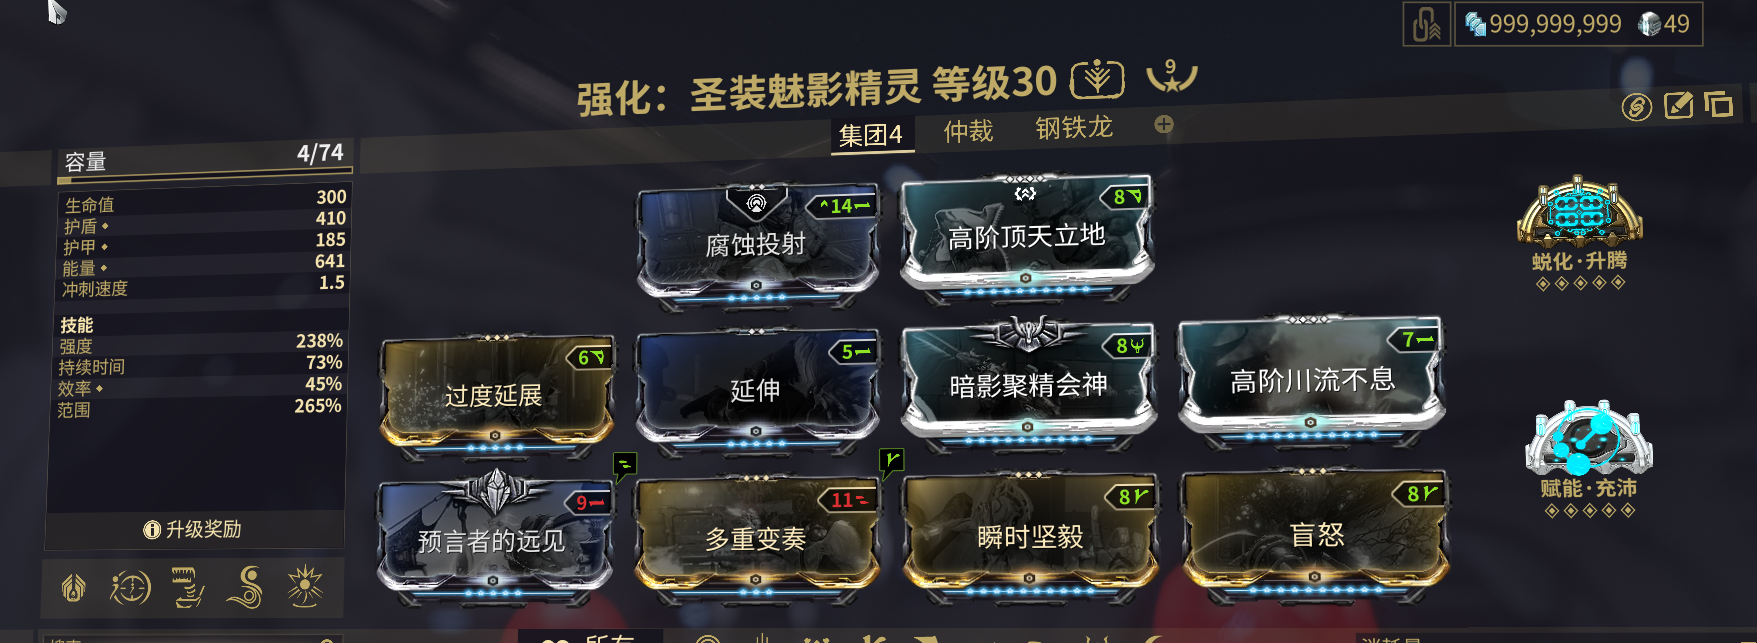 999,999,999 49
强化：圣装魅影精灵 等级30 9
集团4 仲裁 钢铁龙
容量 4/74
生命值 300
护盾 410
护甲 185
能量 641
冲刺速度 1.5
技能
强度 238%
持续时间 73%
效率 45%
范围 265%
升级奖励
14
腐蚀投射
8
高阶顶天立地
6
过度延展
5
延伸
8
暗影聚精会神
7
高阶川流不息
9
预言者的远见
11
多重变奏
8
瞬时坚毅
8
盲怒
蜕化·升腾
赋能·充沛
所有